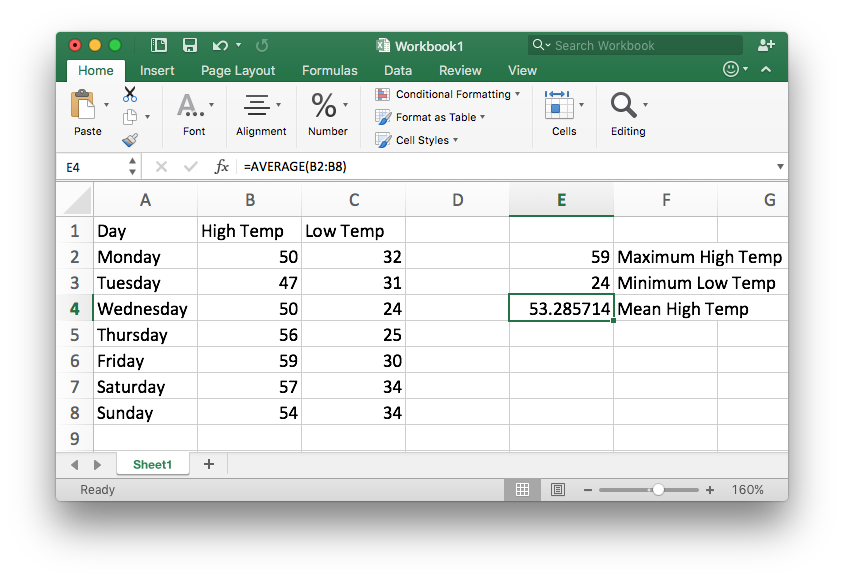 Workbook1
Search Workbook
Home Insert Page Layout Formulas Data Review View
Paste
A...
Font
Alignment
%
Number
Conditional Formatting
Format as Table
Cell Styles
Cells
Editing
E4 fx =AVERAGE(B2:B8)
A B C D E F G
1 Day High Temp Low Temp
2 Monday 50 32 59 Maximum High Temp
3 Tuesday 47 31 24 Minimum Low Temp
4 Wednesday 50 24 53.285714 Mean High Temp
5 Thursday 56 25
6 Friday 59 30
7 Saturday 57 34
8 Sunday 54 34
9
Sheet1 +
Ready − + 160%